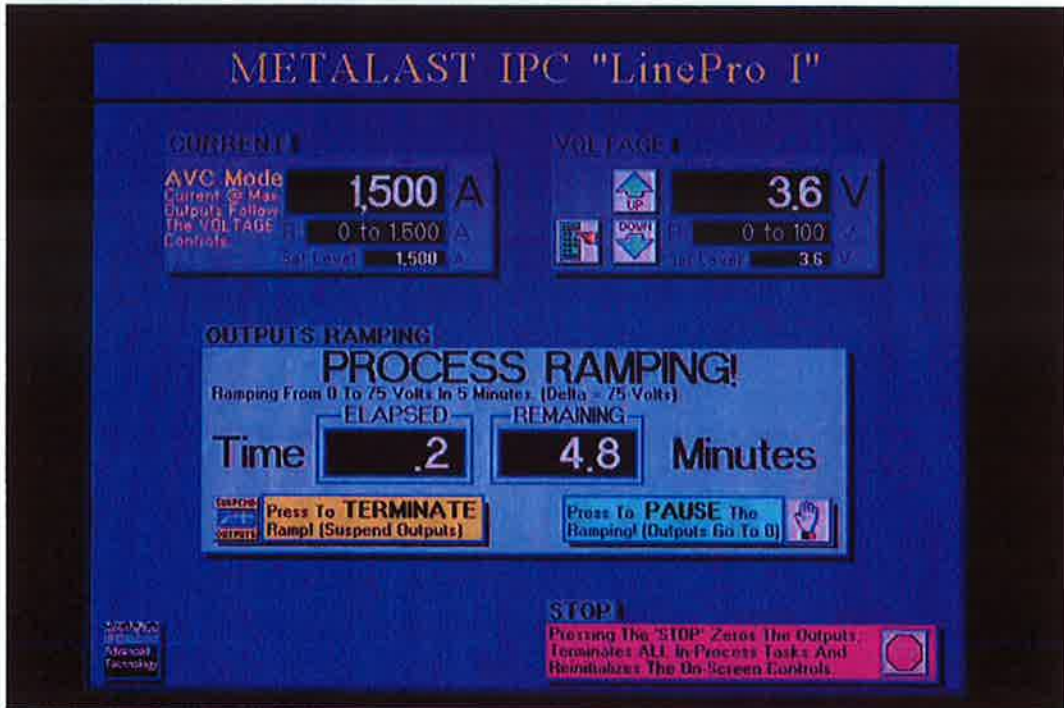 METALAST IPC "LinePro I"
CURRENT
AVC Mode
Current @ Max
Outputs Follow
The VOLTAGE
Controls
1,500 A
R 0 to 1,500 A
Set Level 1,500 A
VOLTAGE
UP
DOWN
3.6 V
R 0 to 100 V
Set Level 3.6 V
OUTPUTS RAMPING
PROCESS RAMPING!
Ramping From 0 To 75 Volts In 5 Minutes. (Delta = 75 Volts)
ELAPSED REMAINING
Time .2 4.8 Minutes
SUSPEND
OUTPUTS
Press To TERMINATE
Ramp! (Suspend Outputs)
Press To PAUSE The
Ramping! (Outputs Go To 0)
STOP
Pressing The 'STOP' Zeros The Outputs,
Terminates ALL In-Process Tasks And
Reinitializes The On-Screen Controls
IPC
Advanced
Technology